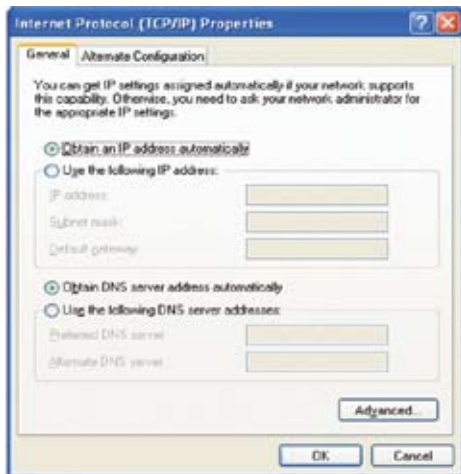 Internet Protocol (TCP/IP) Properties
General
Alternate Configuration
You can get IP settings assigned automatically if your network supports
this capability. Otherwise, you need to ask your network administrator for
the appropriate IP settings.
Obtain an IP address automatically
Use the following IP address:
IP address:
Subnet mask:
Default gateway:
Obtain DNS server address automatically
Use the following DNS server addresses:
Preferred DNS server:
Alternate DNS server:
Advanced...
OK
Cancel